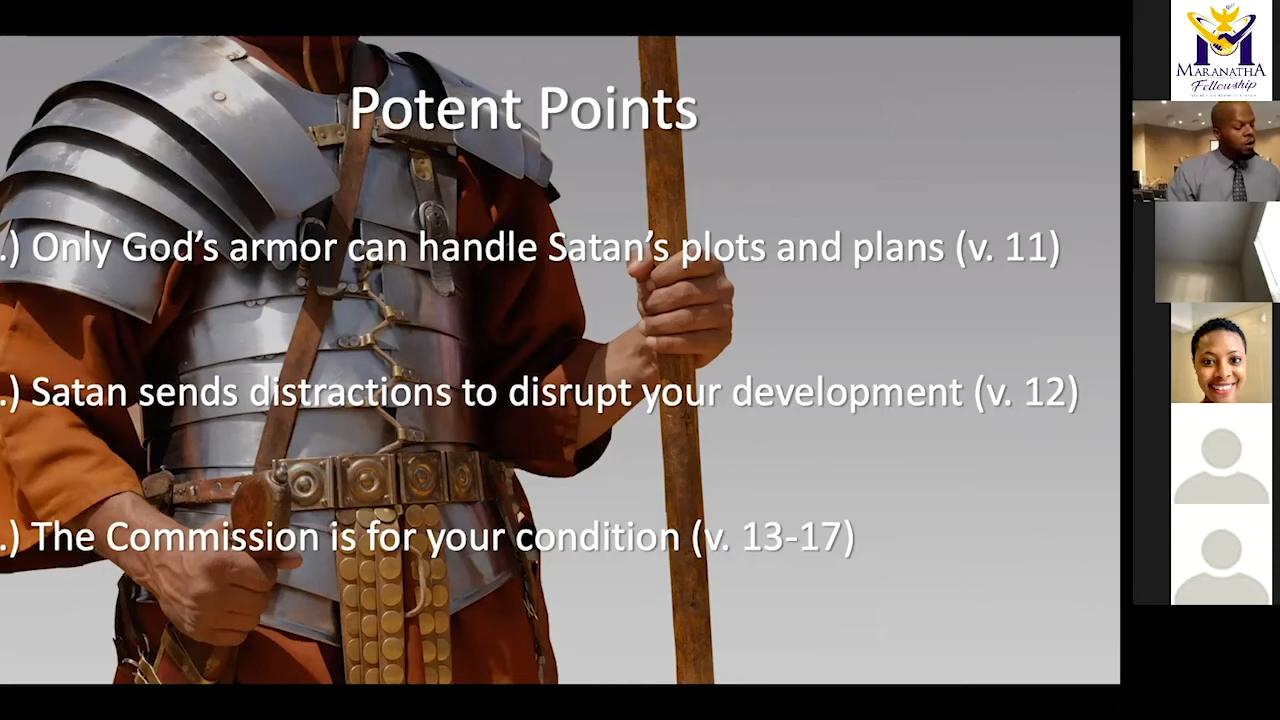 Potent Points
.) Only God's armor can handle Satan's plots and plans (v. 11)
.) Satan sends distractions to disrupt your development (v. 12)
.) The Commission is for your condition (v. 13-17)
MARANATHA
Fellowship